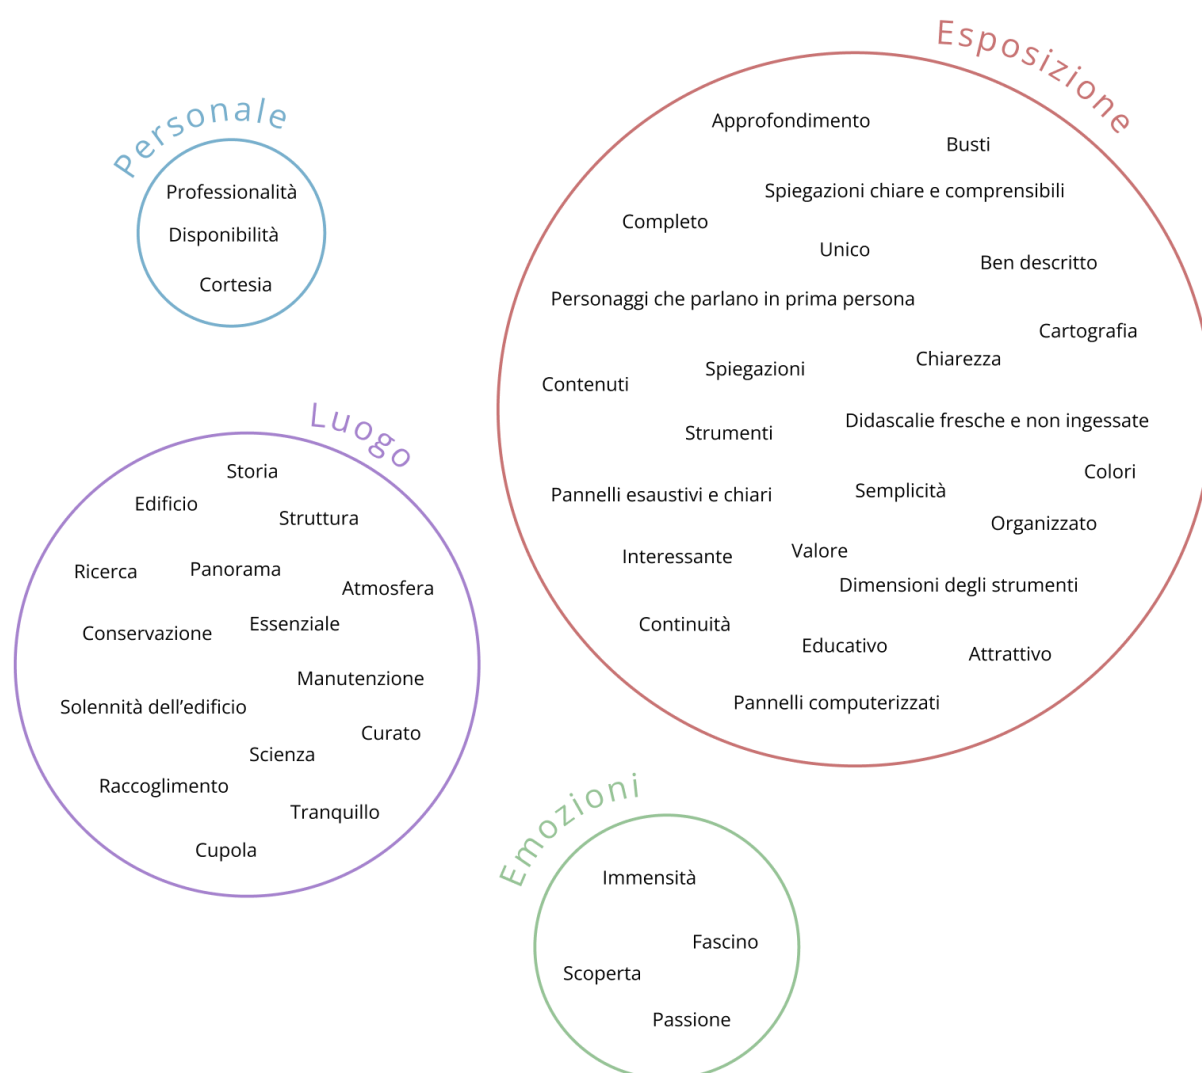 Personale
Professionalità
Disponibilità
Cortesia
Esposizione
Approfondimento
Busti
Spiegazioni chiare e comprensibili
Completo
Unico
Ben descritto
Personaggi che parlano in prima persona
Cartografia
Chiarezza
Spiegazioni
Contenuti
Didascalie fresche e non ingessate
Strumenti
Colori
Semplicità
Pannelli esaustivi e chiari
Organizzato
Valore
Interessante
Dimensioni degli strumenti
Continuità
Educativo
Attrattivo
Pannelli computerizzati
Luogo
Storia
Edificio
Struttura
Ricerca
Panorama
Atmosfera
Essenziale
Conservazione
Manutenzione
Solennità dell’edificio
Curato
Scienza
Raccoglimento
Tranquillo
Cupola
Emozioni
Immensità
Fascino
Scoperta
Passione